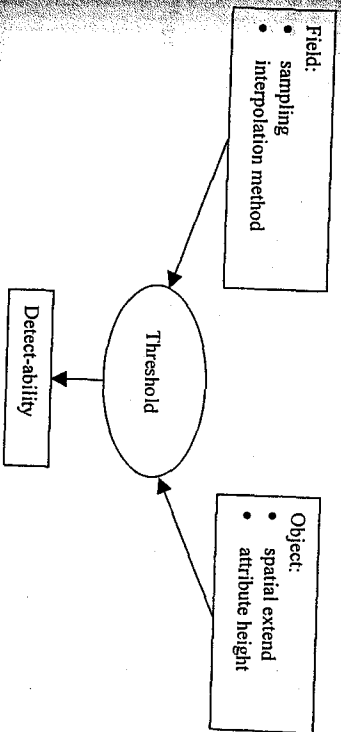 Field:
• sampling
• interpolation method
Object:
• spatial extend
• attribute height
Threshold
Detect-ability